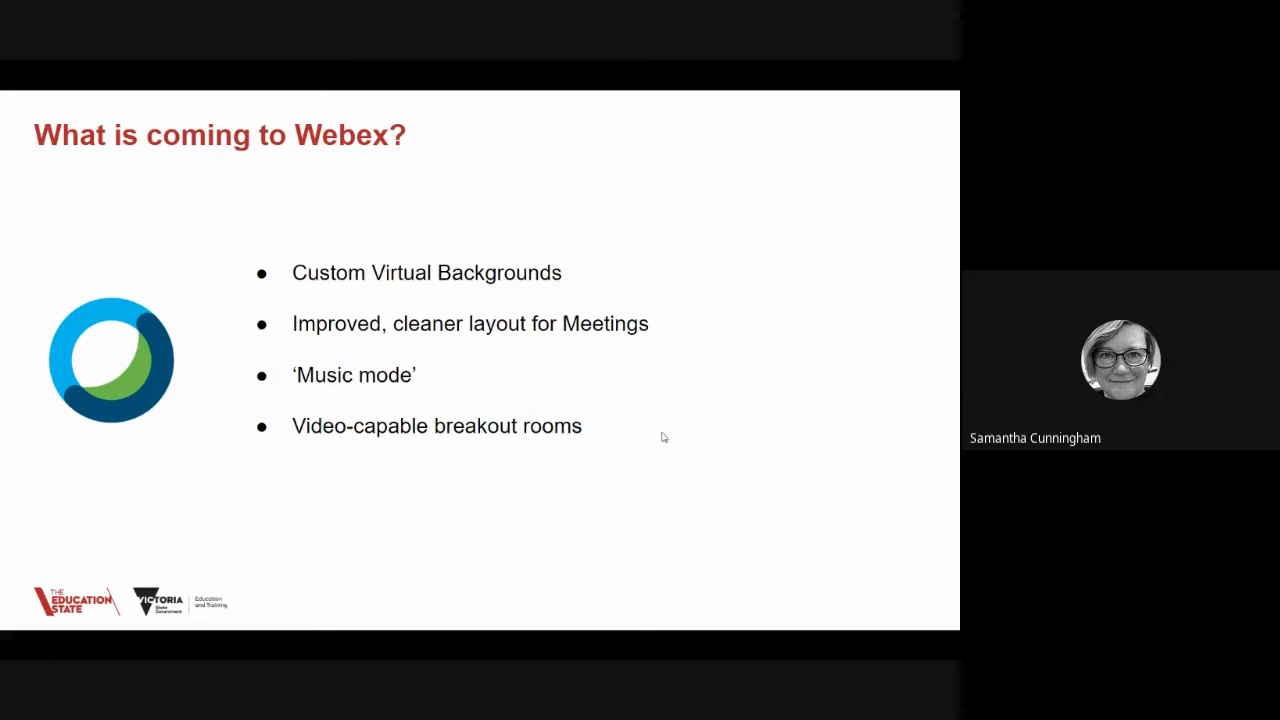 What is coming to Webex?
● Custom Virtual Backgrounds
● Improved, cleaner layout for Meetings
● ‘Music mode’
● Video-capable breakout rooms
Samantha Cunningham
THE
EDUCATION
STATE
VICTORIA
State
Government
Education
and Training